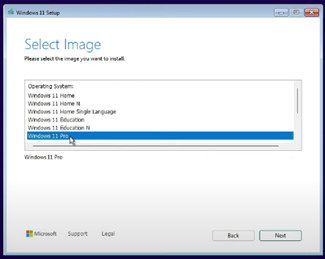 Windows 11 Setup
Select Image
Please select the image you want to install.
Operating System:
Windows 11 Home
Windows 11 Home N
Windows 11 Home Single Language
Windows 11 Education
Windows 11 Education N
Windows 11 Pro
Windows 11 Pro
Microsoft
Support
Legal
Back
Next